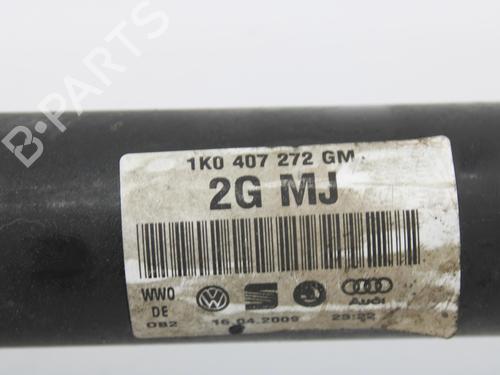 B-PARTS
1K0 407 272 GM
2G MJ
WWO
DE
OB2
Audi
16.04.2009